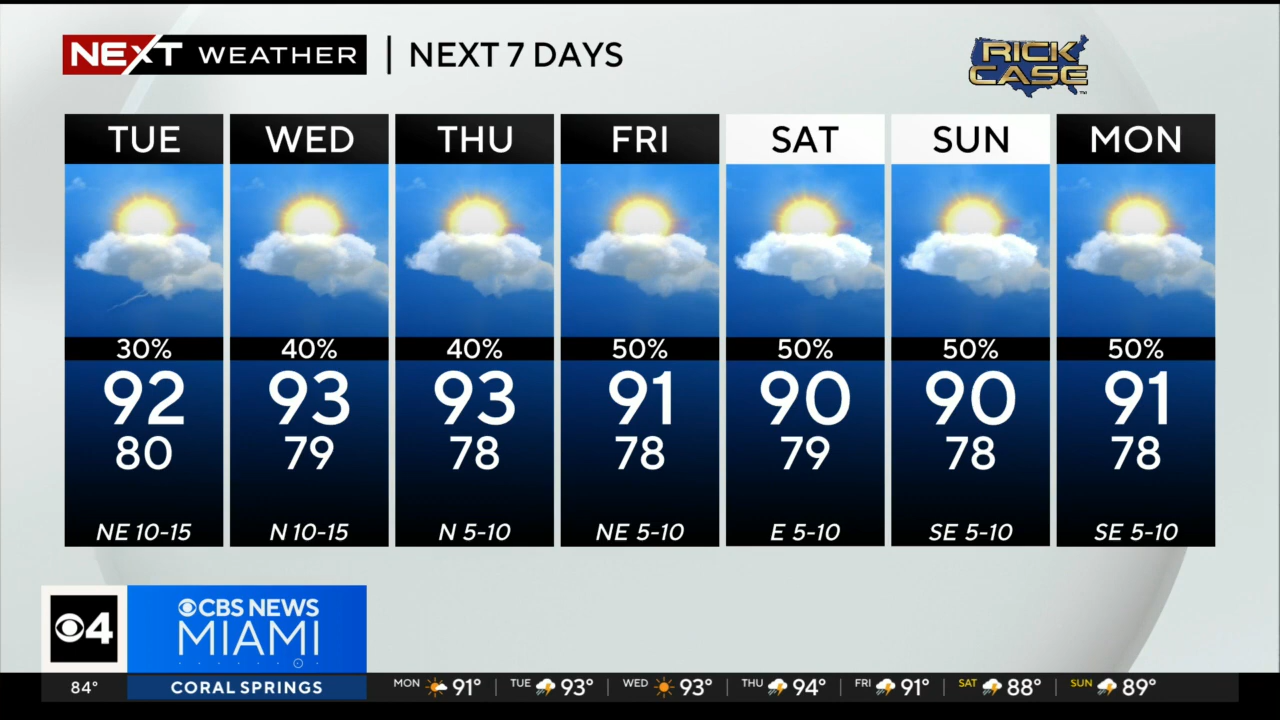 NEXT WEATHER | NEXT 7 DAYS
RICK
CASE
TM
TUE WED THU FRI SAT SUN MON
30% 40% 40% 50% 50% 50% 50%
92 93 93 91 90 90 91
80 79 78 78 79 78 78
NE 10-15 N 10-15 N 5-10 NE 5-10 E 5-10 SE 5-10 SE 5-10
4 CBS NEWS
MIAMI
84° CORAL SPRINGS MON 91° | TUE 93° | WED 93° | THU 94° | FRI 91° | SAT 88° | SUN 89°